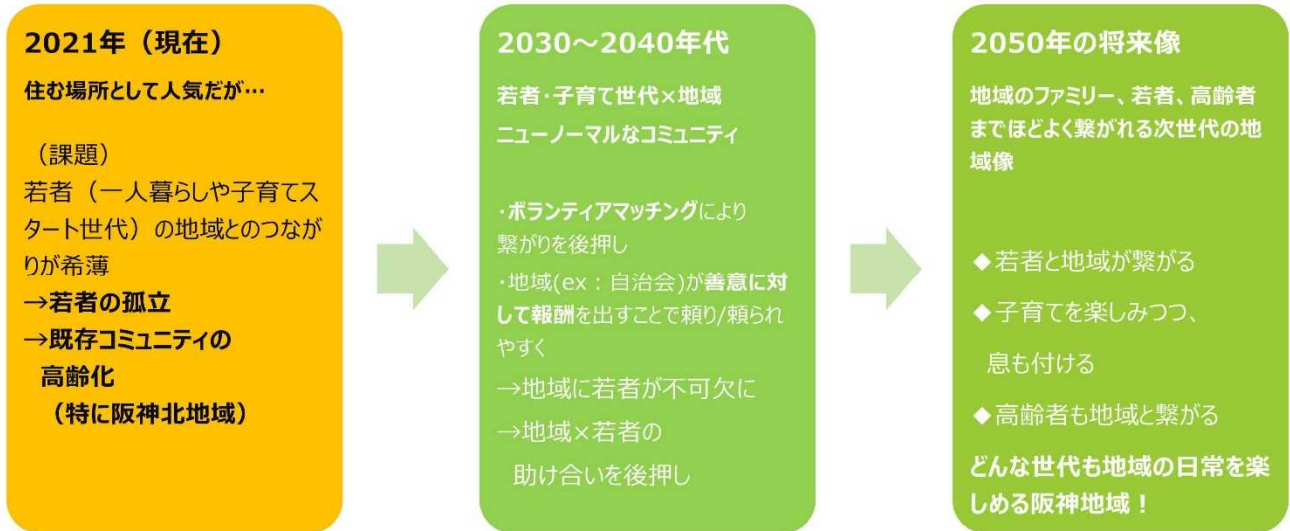 2021年（現在）
住む場所として人気だが…
（課題）
若者（一人暮らしや子育てス
タート世代）の地域とのつなが
りが希薄
→若者の孤立
→既存コミュニティの
高齢化
（特に阪神北地域）
2030～2040年代
若者・子育て世代×地域
ニューノーマルなコミュニティ
・ボランティアマッチングにより
繋がりを後押し
・地域(ex：自治会)が善意に対
して報酬を出すことで頼り/頼られ
やすく
→地域に若者が不可欠に
→地域×若者の
助け合いを後押し
2050年の将来像
地域のファミリー、若者、高齢者
までほどよく繋がれる次世代の地
域像
◆若者と地域が繋がる
◆子育てを楽しみつつ、
息も付ける
◆高齢者も地域と繋がる
どんな世代も地域の日常を楽
しめる阪神地域！